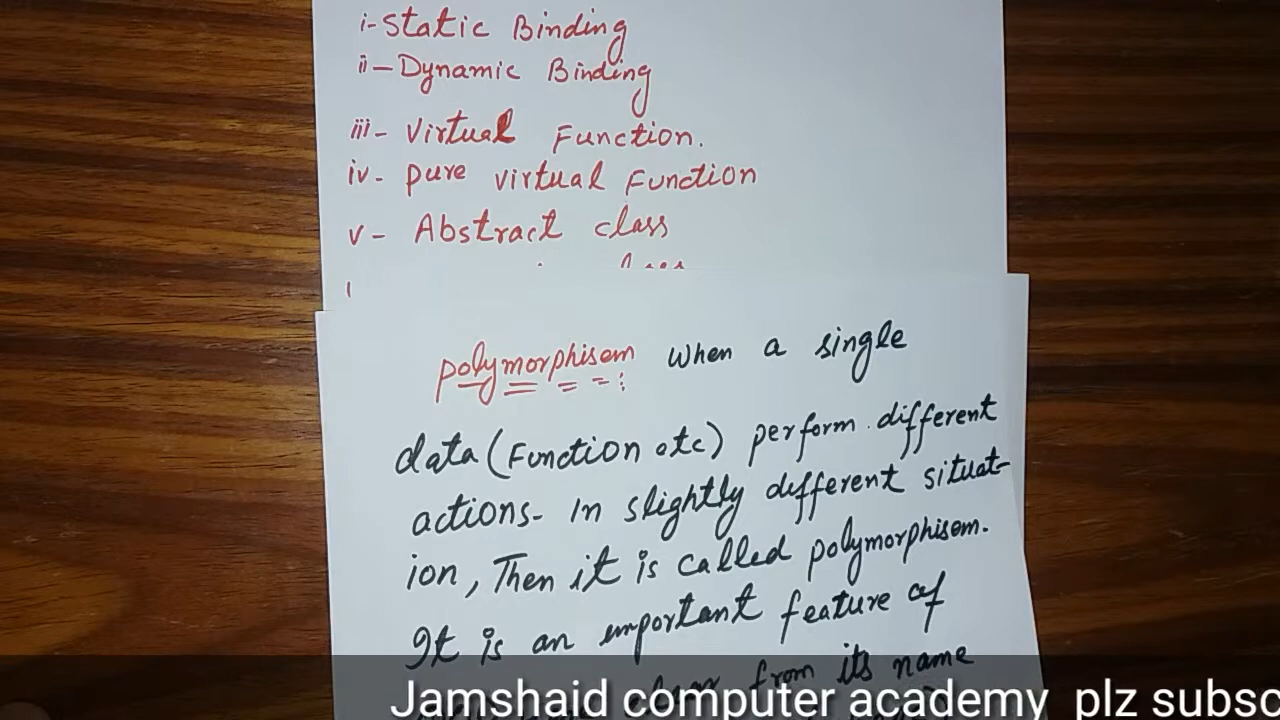 i- Static Binding
ii- Dynamic Binding
iii- Virtual Function.
iv- pure virtual Function
v- Abstract class
polymorphisem when a single
data (Function etc) perform different
actions- In slightly different situat-
ion, Then it is called polymorphisem.
It is an important feature of
from its name
Jamshaid computer academy plz subsc